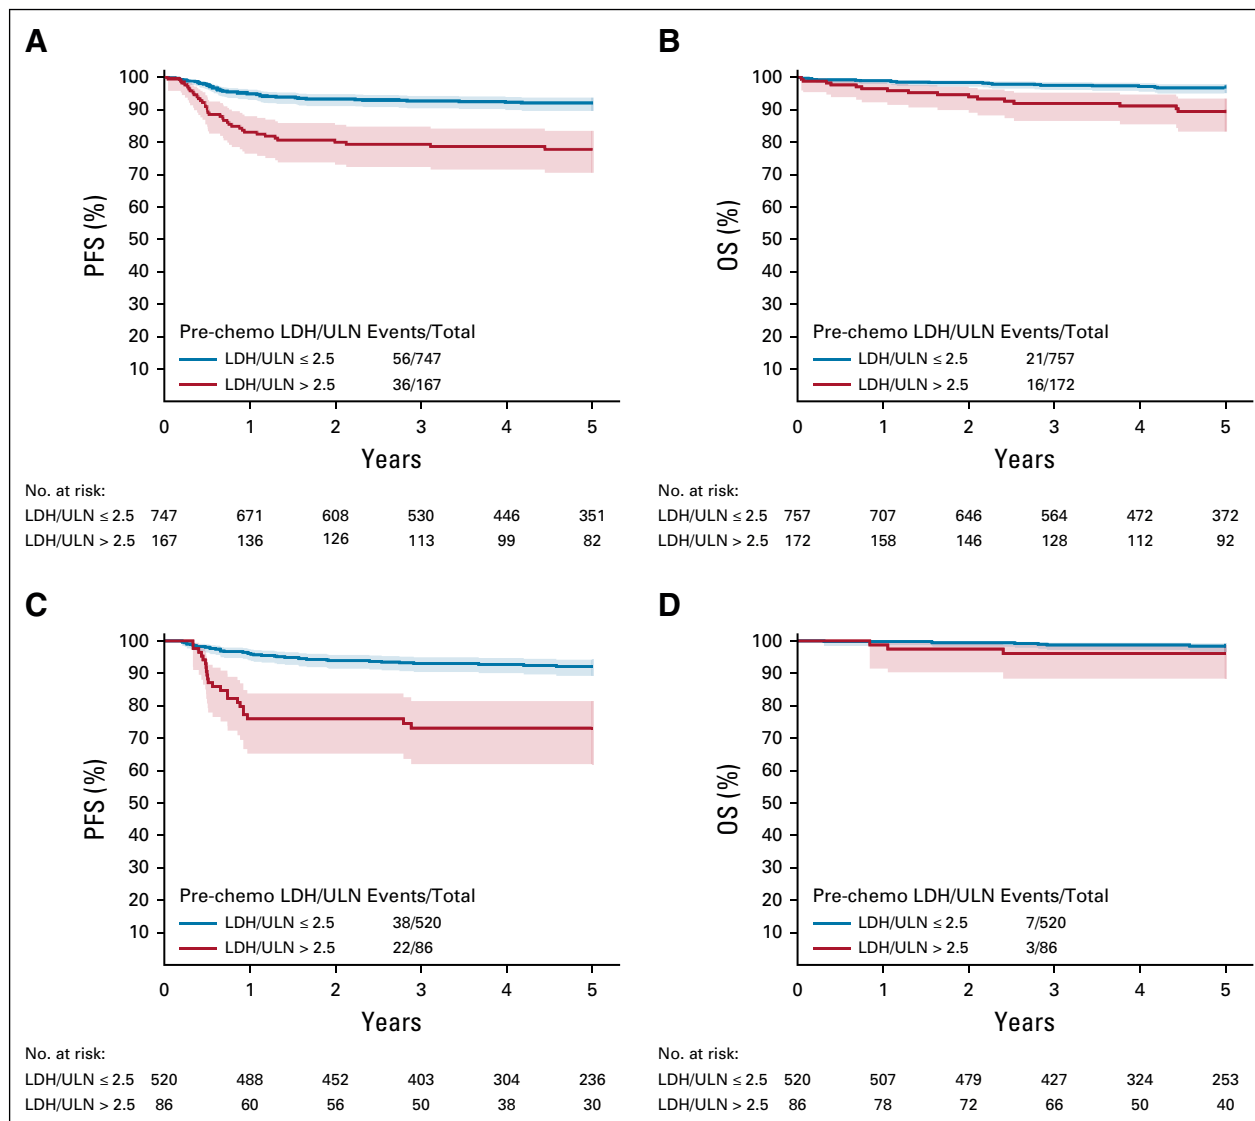 A
100
90
80
70
60
50
40
30
20
10
PFS (%)
Pre-chemo LDH/ULN Events/Total
LDH/ULN ≤ 2.5 56/747
LDH/ULN > 2.5 36/167
0 1 2 3 4 5
Years
No. at risk:
LDH/ULN ≤ 2.5 747 671 608 530 446 351
LDH/ULN > 2.5 167 136 126 113 99 82
B
100
90
80
70
60
50
40
30
20
10
OS (%)
Pre-chemo LDH/ULN Events/Total
LDH/ULN ≤ 2.5 21/757
LDH/ULN > 2.5 16/172
0 1 2 3 4 5
Years
No. at risk:
LDH/ULN ≤ 2.5 757 707 646 564 472 372
LDH/ULN > 2.5 172 158 146 128 112 92
C
100
90
80
70
60
50
40
30
20
10
PFS (%)
Pre-chemo LDH/ULN Events/Total
LDH/ULN ≤ 2.5 38/520
LDH/ULN > 2.5 22/86
0 1 2 3 4 5
Years
No. at risk:
LDH/ULN ≤ 2.5 520 488 452 403 304 236
LDH/ULN > 2.5 86 60 56 50 38 30
D
100
90
80
70
60
50
40
30
20
10
OS (%)
Pre-chemo LDH/ULN Events/Total
LDH/ULN ≤ 2.5 7/520
LDH/ULN > 2.5 3/86
0 1 2 3 4 5
Years
No. at risk:
LDH/ULN ≤ 2.5 520 507 479 427 324 253
LDH/ULN > 2.5 86 78 72 66 50 40